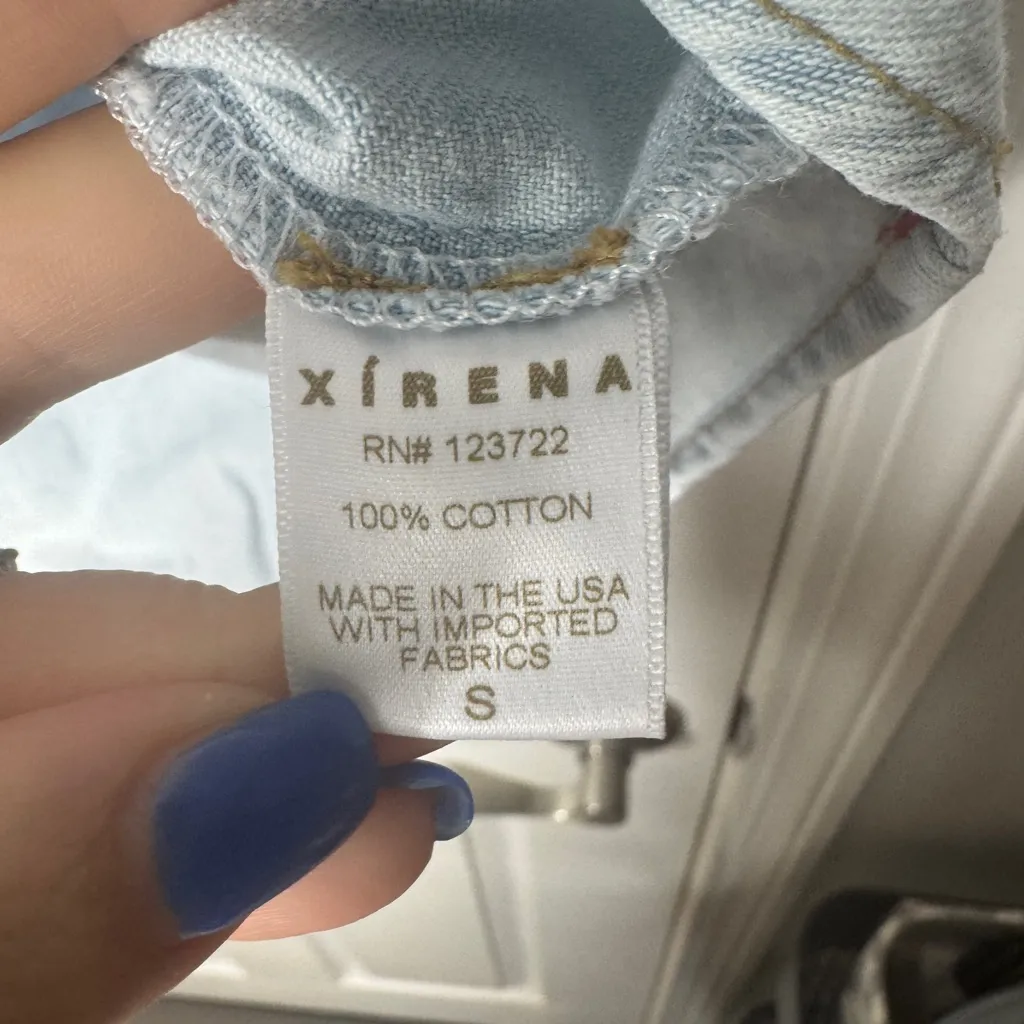 XÍRENA
RN# 123722
100% COTTON
MADE IN THE USA
WITH IMPORTED
FABRICS
S